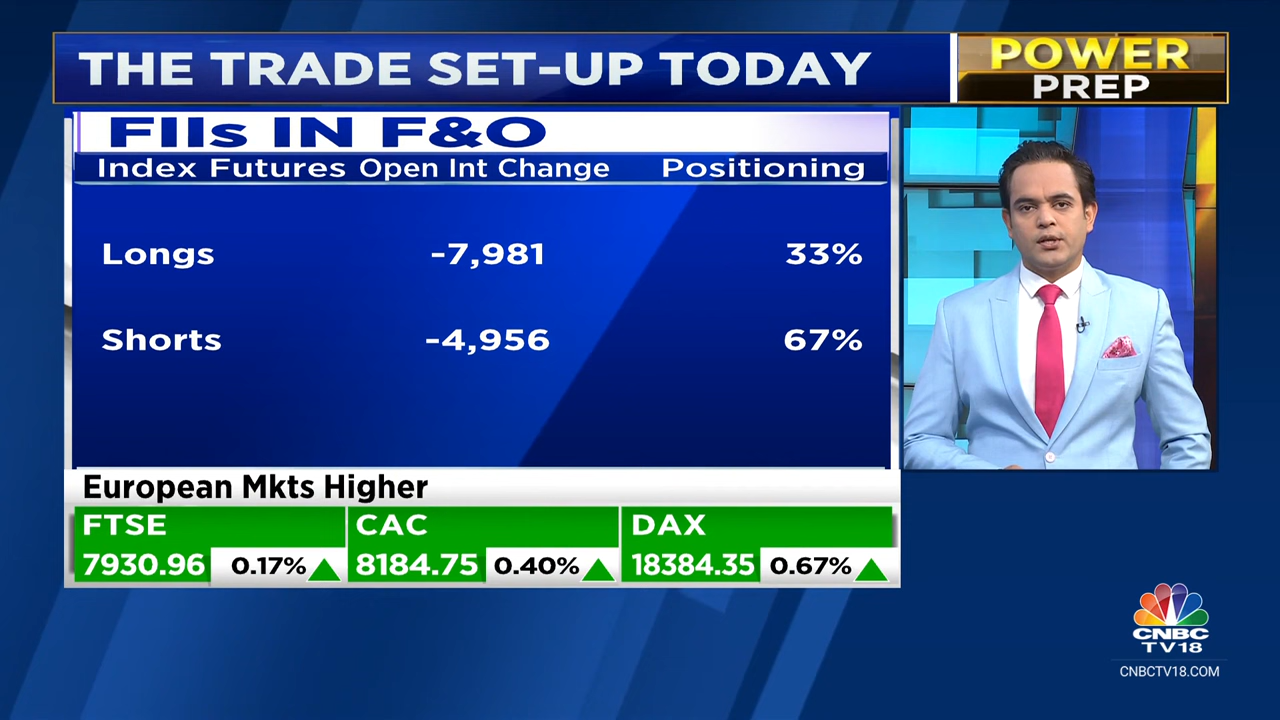 THE TRADE SET-UP TODAY
POWER
PREP
FIIs IN F&O
Index Futures Open Int Change Positioning
Longs -7,981 33%
Shorts -4,956 67%
European Mkts Higher
FTSE CAC DAX
7930.96 0.17% 8184.75 0.40% 18384.35 0.67%
CNBC
TV18
CNBCTV18.COM